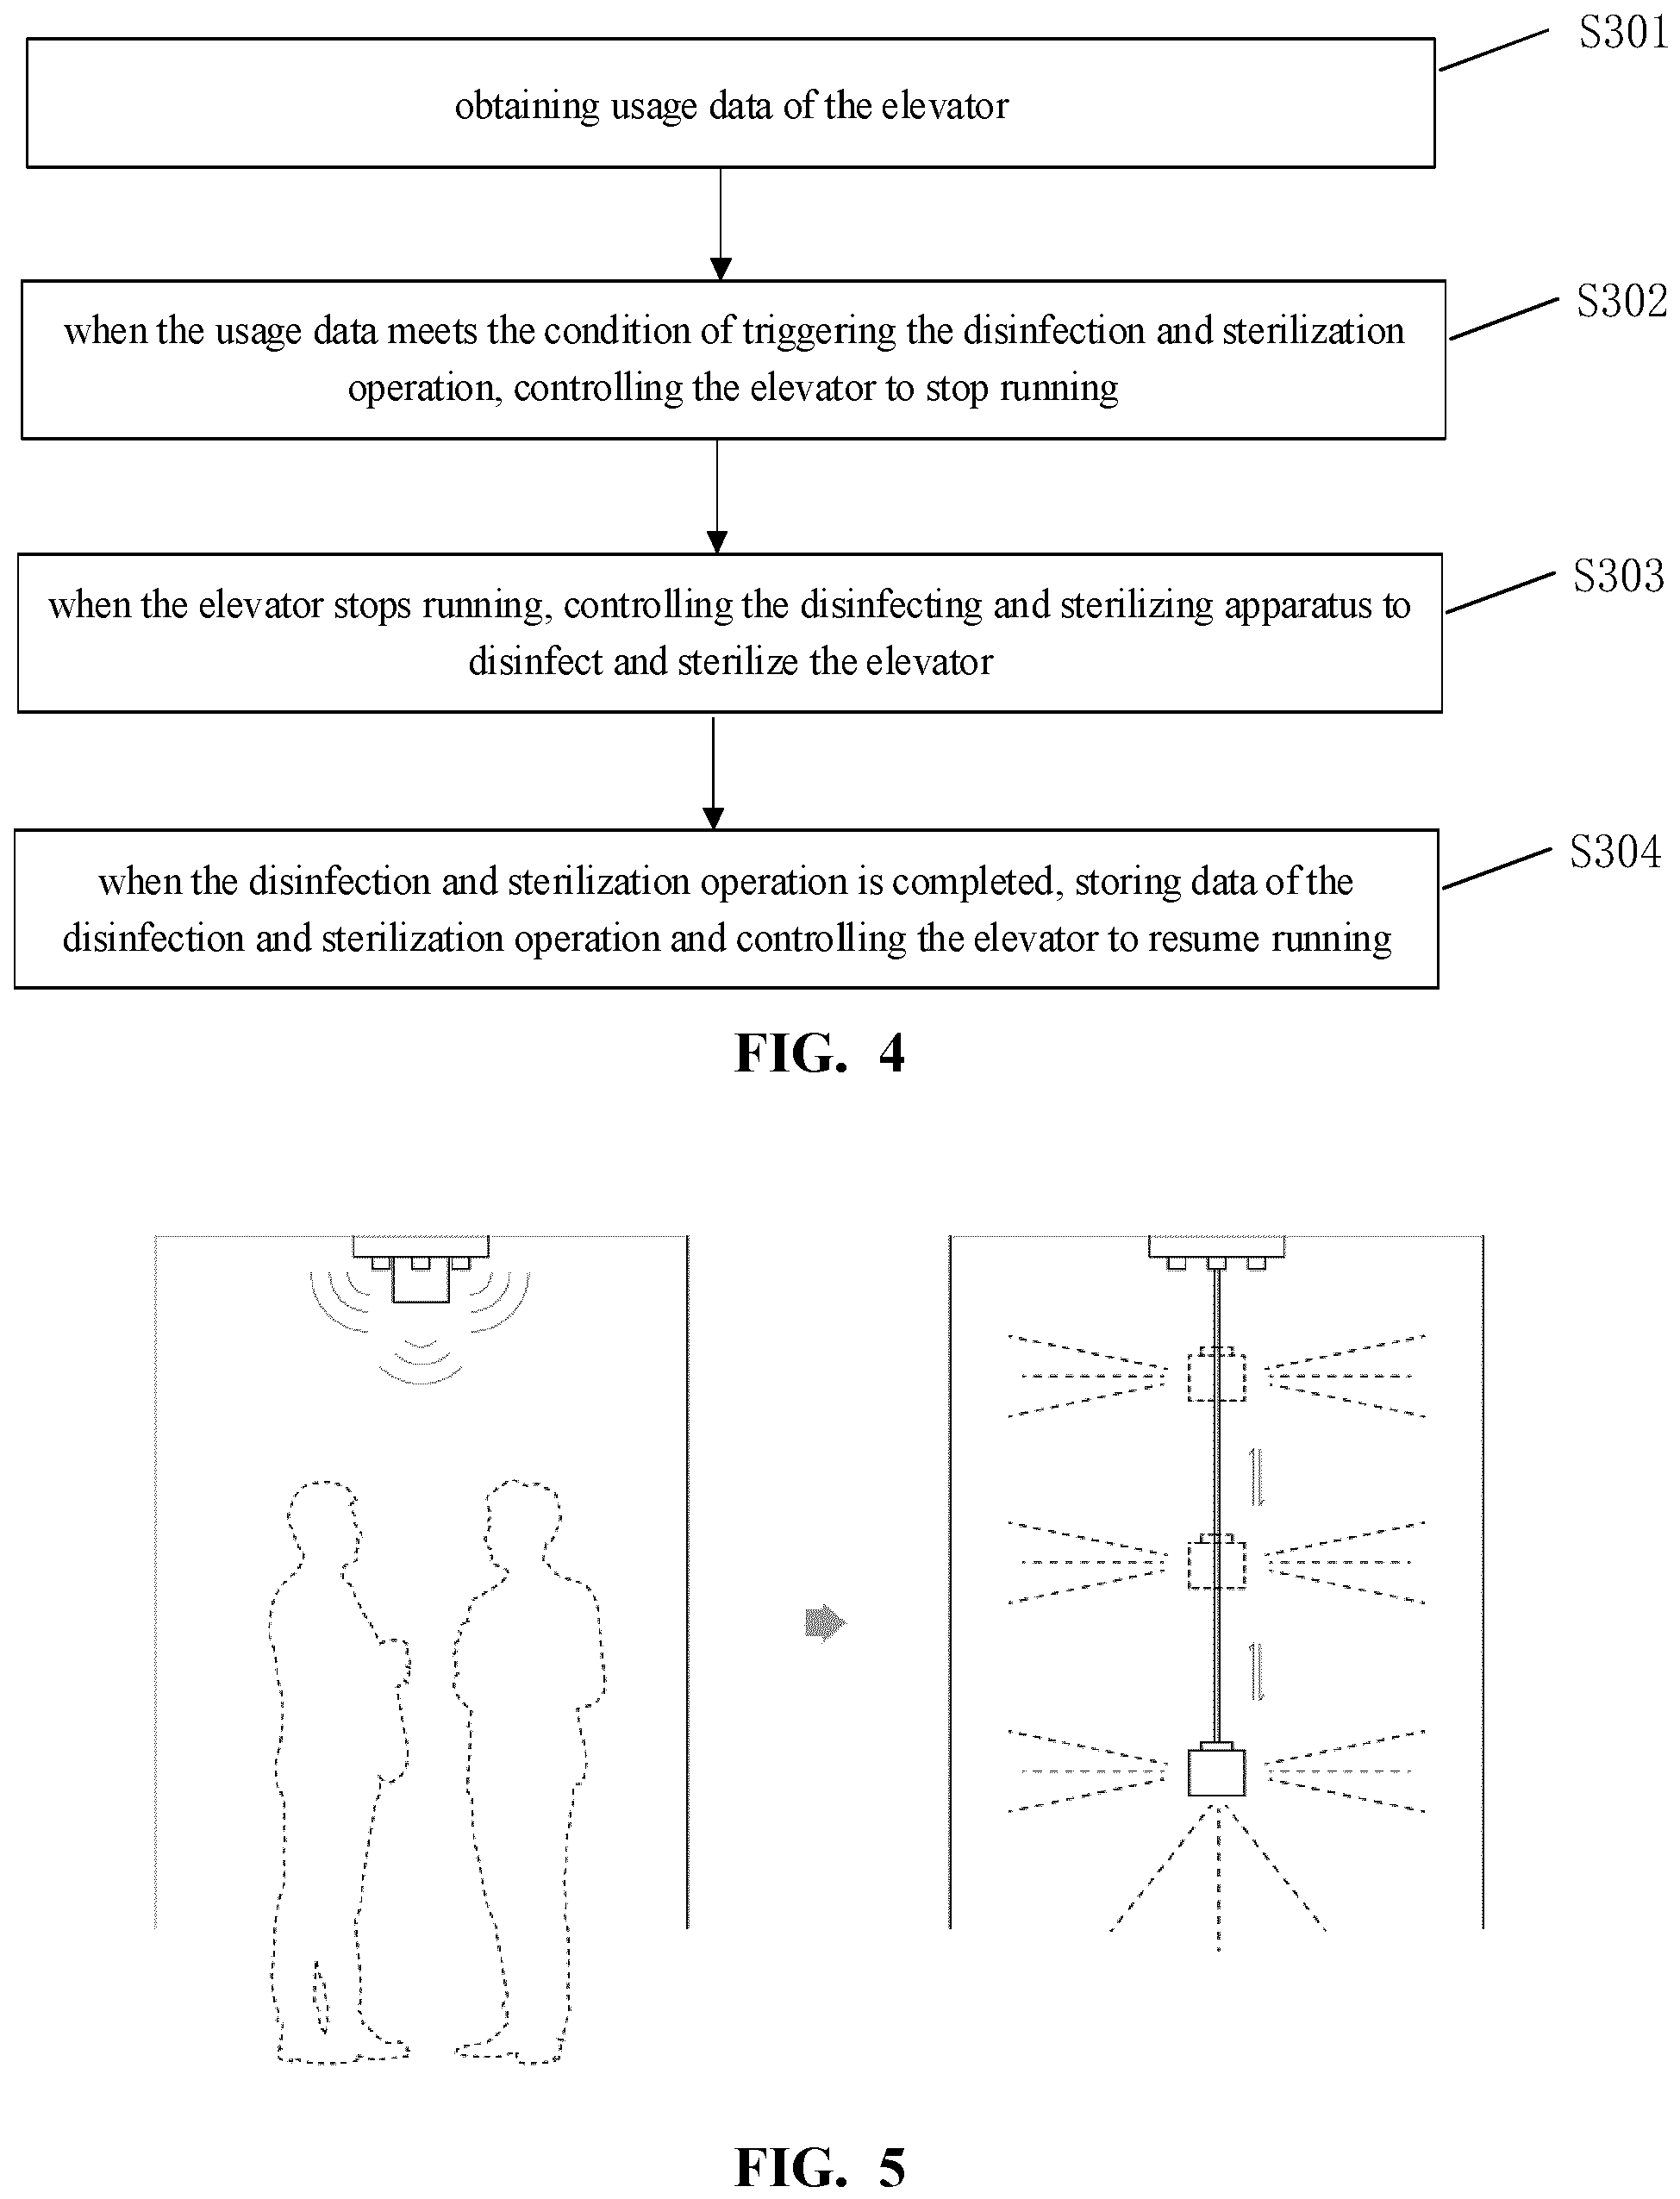 S301
obtaining usage data of the elevator
S302
when the usage data meets the condition of triggering the disinfection and sterilization
operation, controlling the elevator to stop running
S303
when the elevator stops running, controlling the disinfecting and sterilizing apparatus to
disinfect and sterilize the elevator
S304
when the disinfection and sterilization operation is completed, storing data of the
disinfection and sterilization operation and controlling the elevator to resume running
FIG. 4
FIG. 5